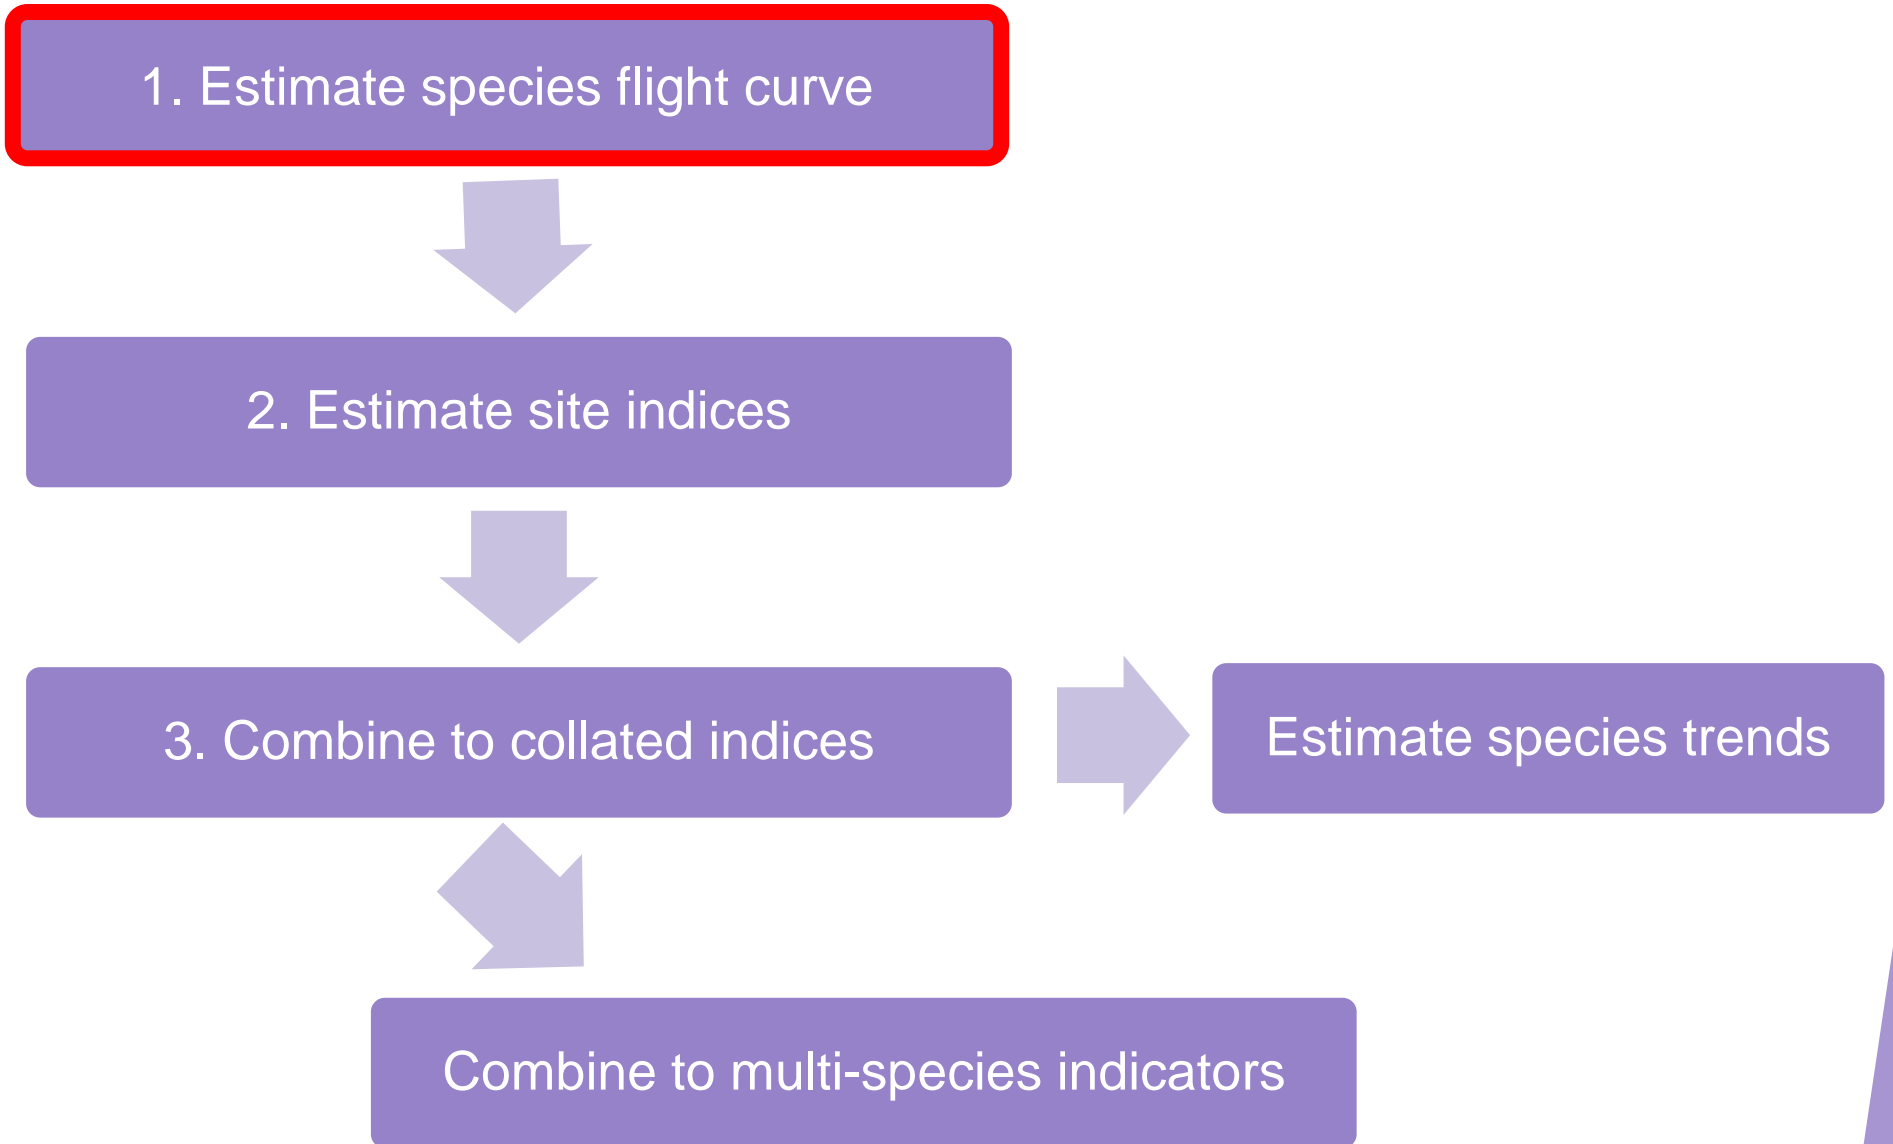 1. Estimate species flight curve
2. Estimate site indices
3. Combine to collated indices
Estimate species trends
Combine to multi-species indicators